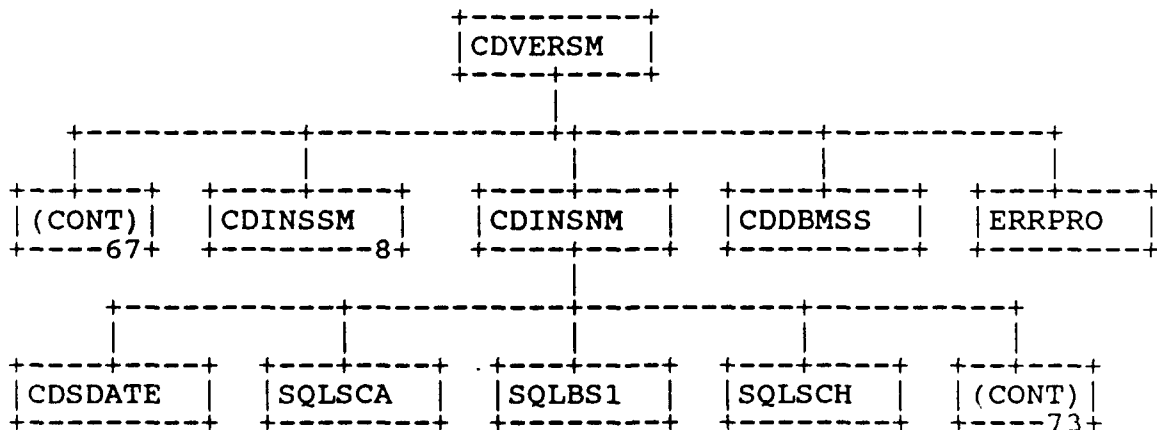 CDVERSM
(CONT) CDINSSM CDINSNM CDDBMSS ERRPRO
67 8
CDSDATE SQLSCA SQLBS1 SQLSCH (CONT)
73